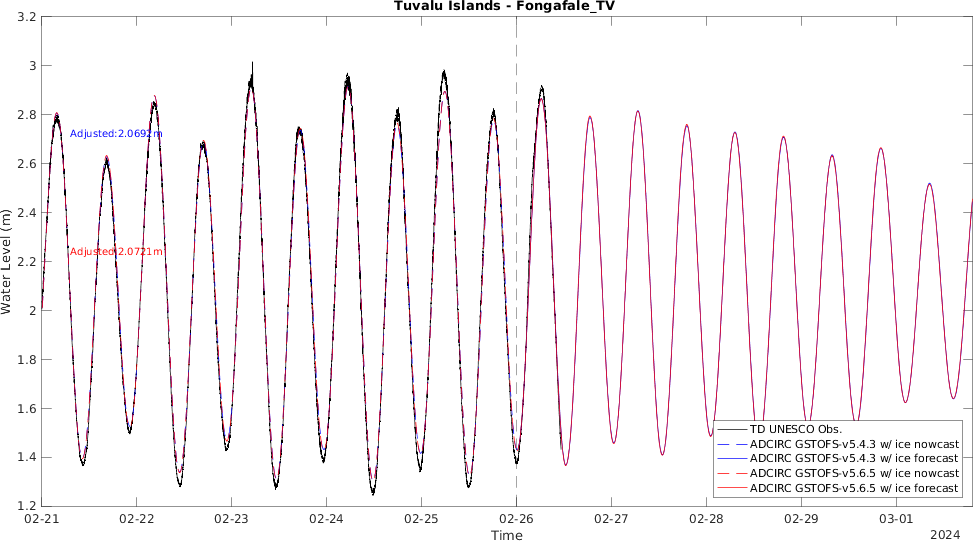 Tuvalu Islands - Fongafale_TV
3.2
3
2.8
2.6
2.4
2.2
2
1.8
1.6
1.4
1.2
Water Level (m)
Adjusted:2.0692m
Adjusted:2.0721m
TD UNESCO Obs.
ADCIRC GSTOFS-v5.4.3 w/ ice nowcast
ADCIRC GSTOFS-v5.4.3 w/ ice forecast
ADCIRC GSTOFS-v5.6.5 w/ ice nowcast
ADCIRC GSTOFS-v5.6.5 w/ ice forecast
02-21 02-22 02-23 02-24 02-25 02-26 02-27 02-28 02-29 03-01
Time
2024